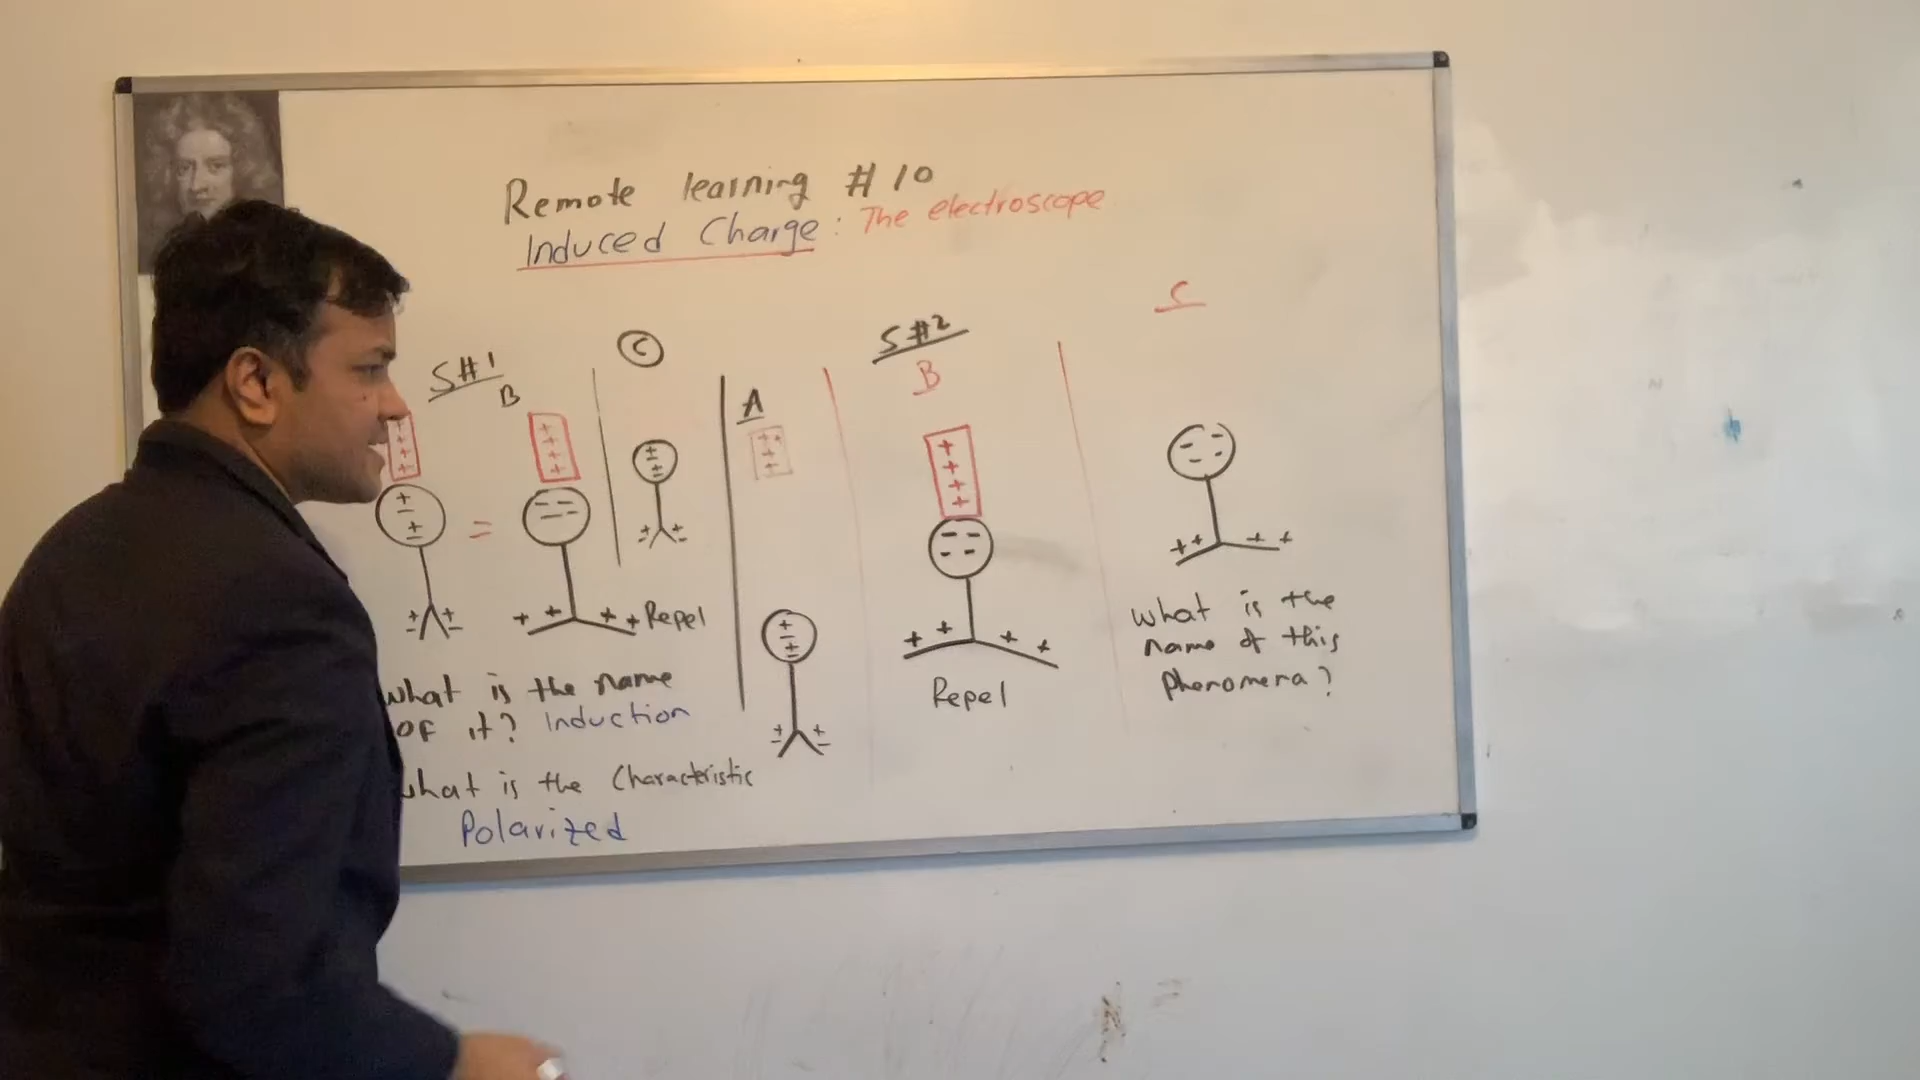 Remote learning # 10
Induced Charge: The electroscope
S#1
B
C
A
S#2
B
C
+ + + +
+ + + +
+ + + +
+ + + +
Repel
Repel
What is the name
of it? Induction
What is the Characteristic
Polarized
What is the
name of this
Phenomena?